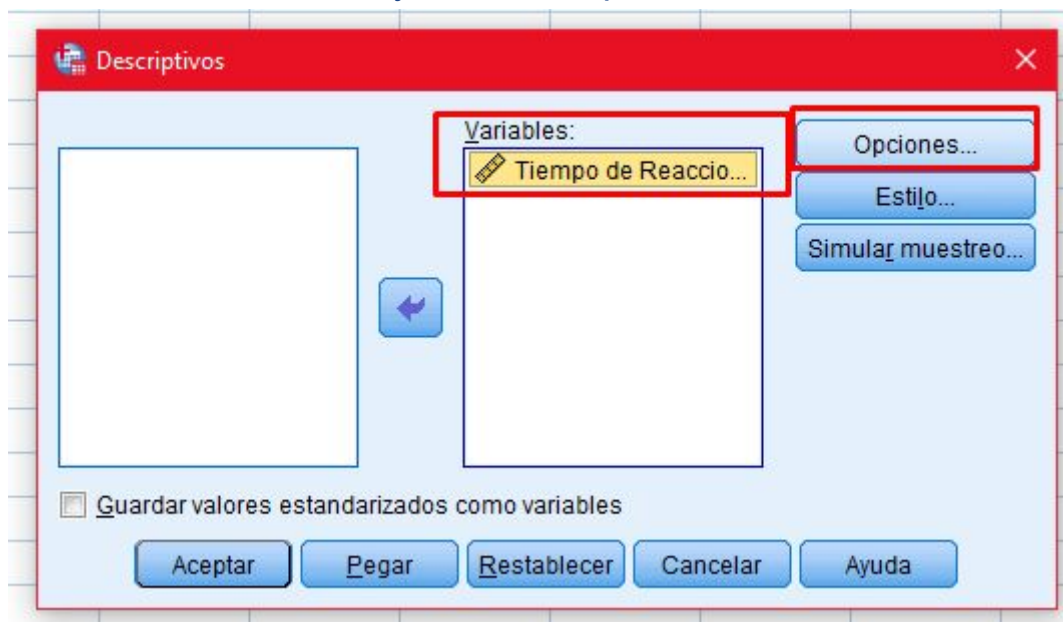 Descriptivos
Variables:
Tiempo de Reaccio...
Opciones...
Estilo...
Simular muestreo...
Guardar valores estandarizados como variables
Aceptar
Pegar
Restablecer
Cancelar
Ayuda